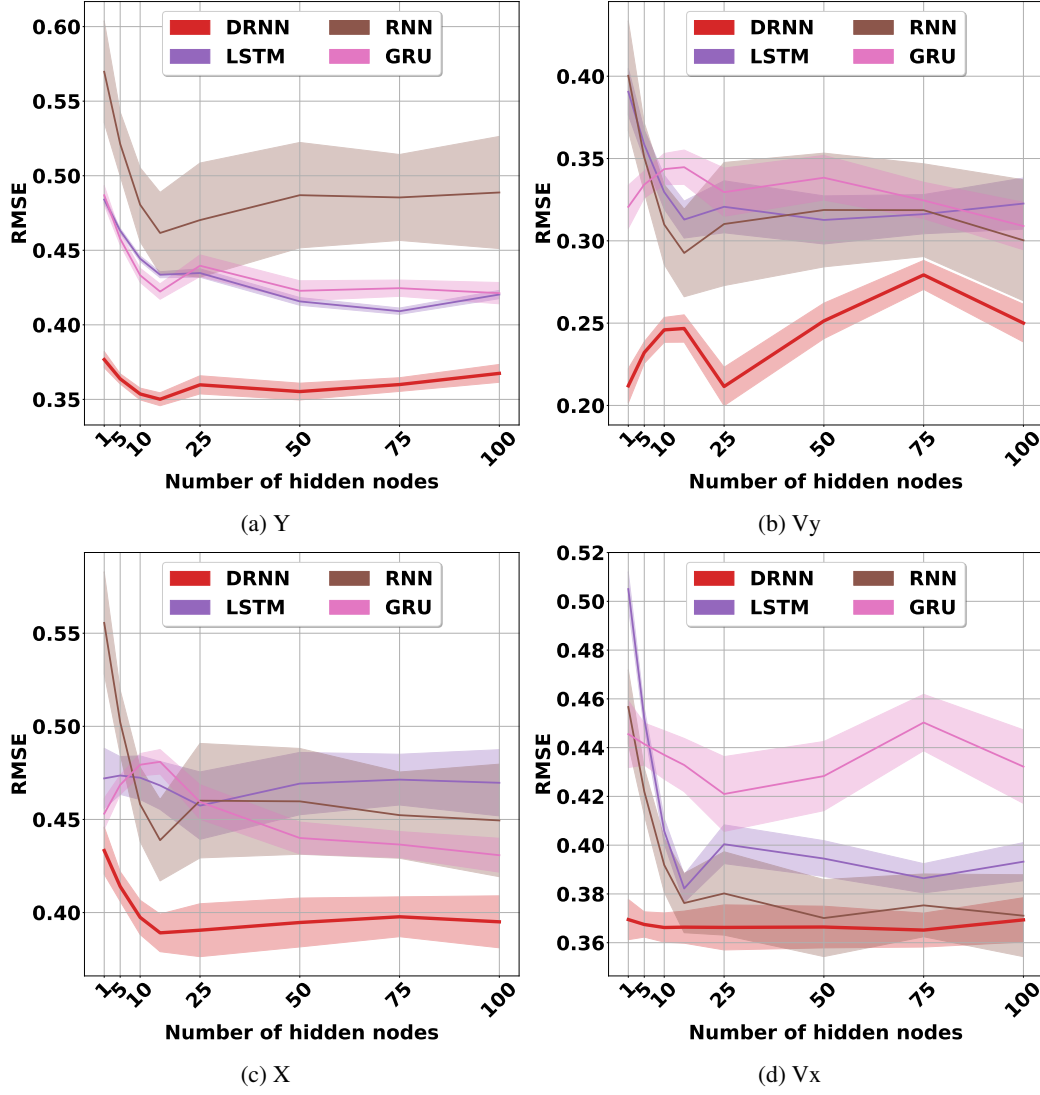 DRNN RNN
LSTM GRU
0.60
0.55
0.50
0.45
0.40
0.35
RMSE
1 5 10 25 50 75 100
Number of hidden nodes
(a) Y
DRNN RNN
LSTM GRU
0.40
0.35
0.30
0.25
0.20
RMSE
1 5 10 25 50 75 100
Number of hidden nodes
(b) Vy
DRNN RNN
LSTM GRU
0.55
0.50
0.45
0.40
RMSE
1 5 10 25 50 75 100
Number of hidden nodes
(c) X
DRNN RNN
LSTM GRU
0.52
0.50
0.48
0.46
0.44
0.42
0.40
0.38
0.36
RMSE
1 5 10 25 50 75 100
Number of hidden nodes
(d) Vx